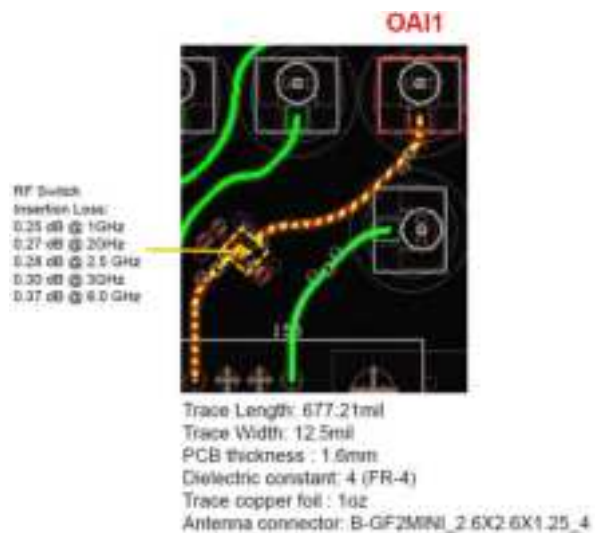 OAI1
RF Switch
Insertion Loss:
0.25 dB @ 1GHz
0.27 dB @ 2GHz
0.28 dB @ 2.5 GHz
0.30 dB @ 3GHz
0.37 dB @ 6.0 GHz
Trace Length: 677.21mil
Trace Width: 12.5mil
PCB thickness : 1.6mm
Dielectric constant: 4 (FR-4)
Trace copper foil : 1oz
Antenna connector: B-GF2MINI_2.6X2.6X1.25_4